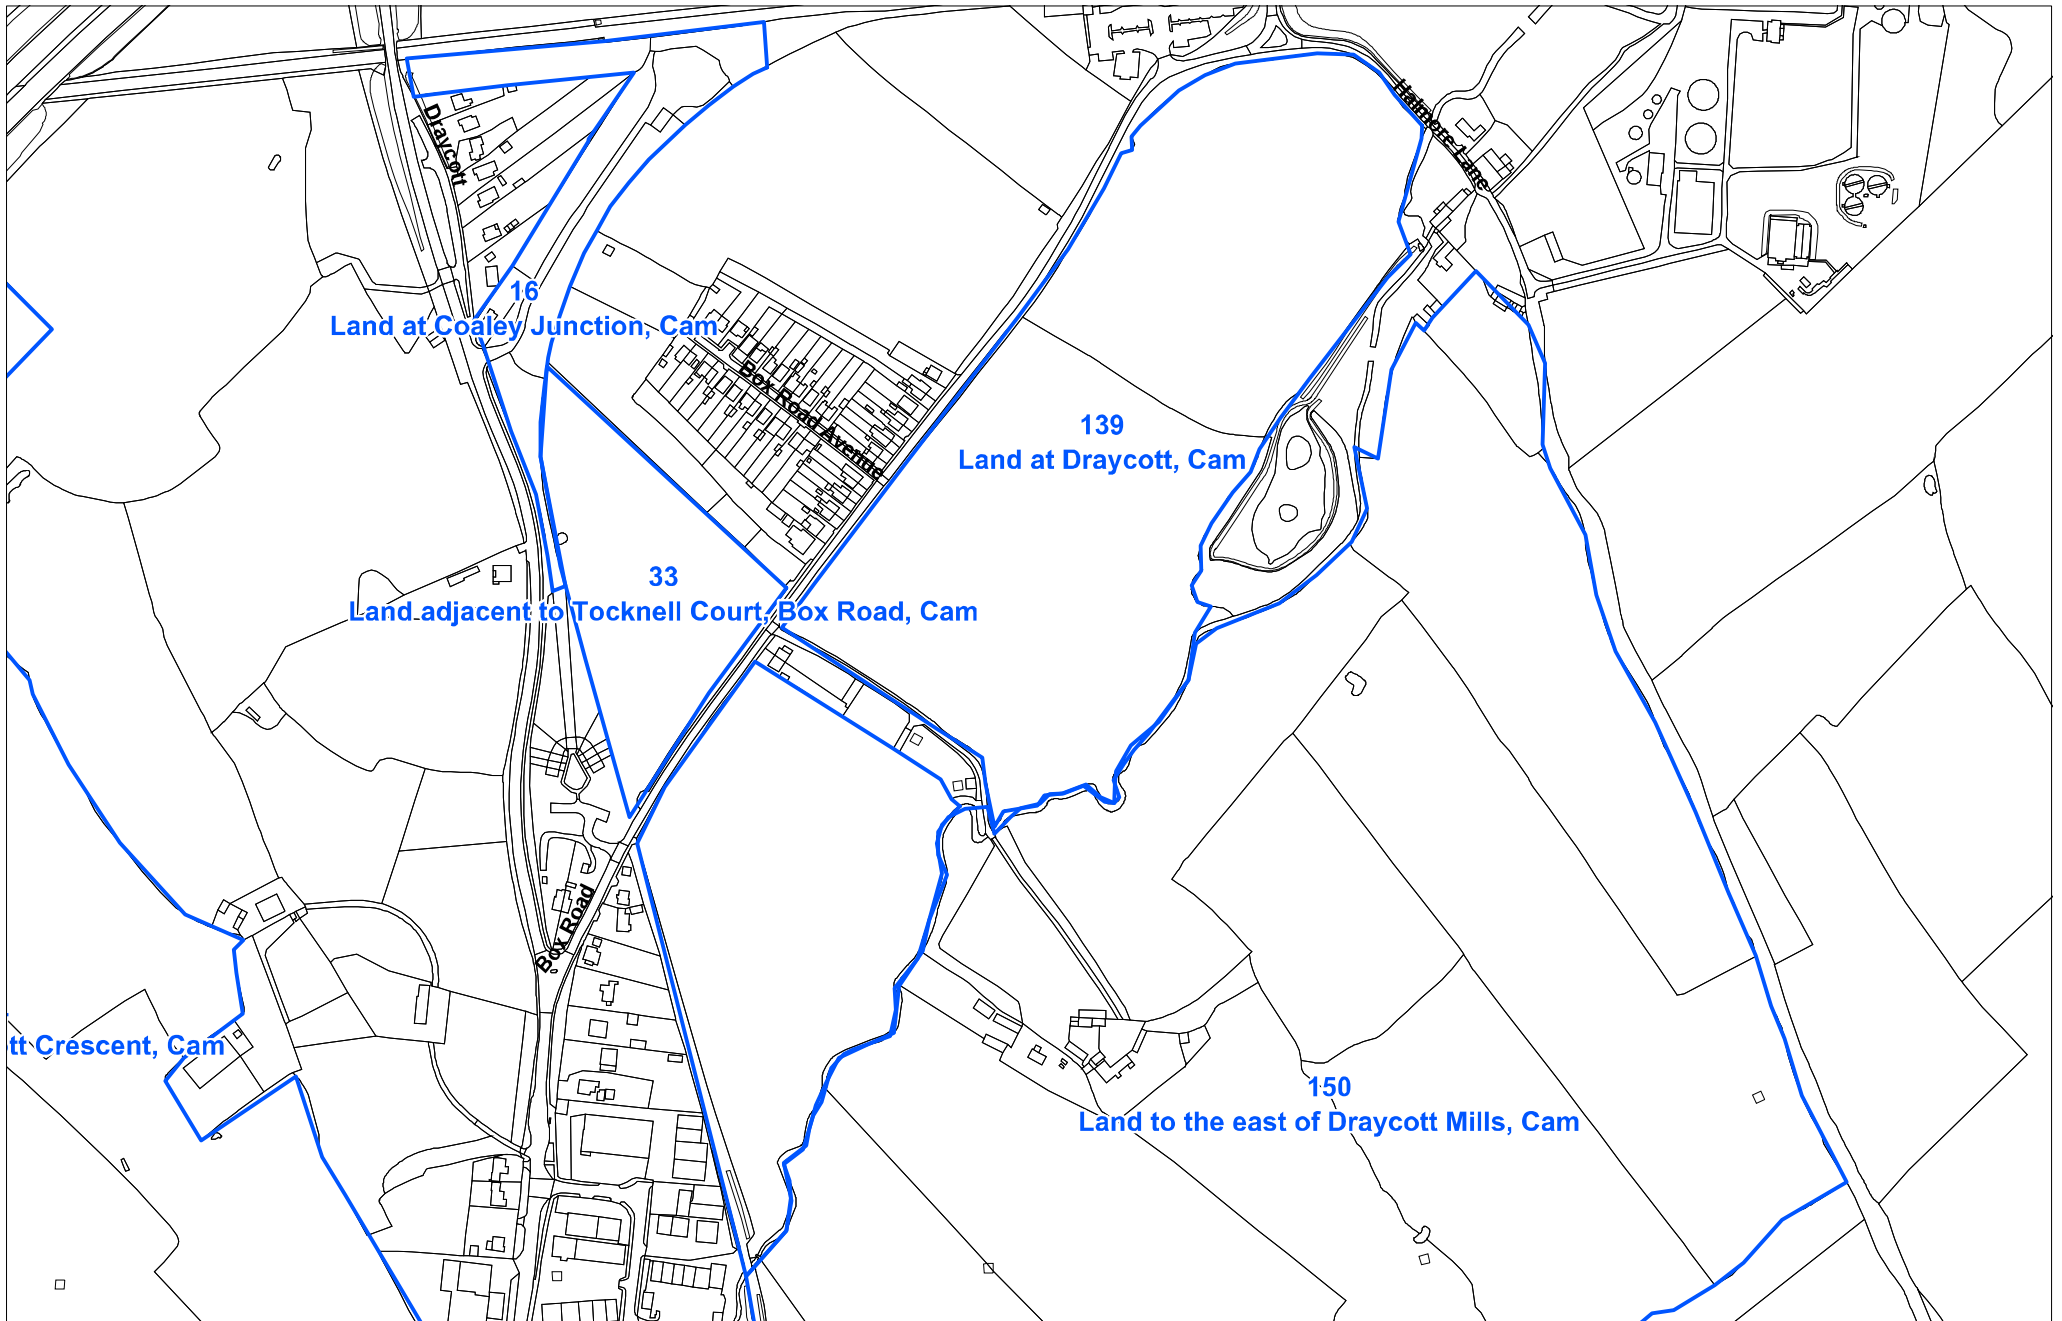 Draycott
Halmore Lane
16
Land at Coaley Junction, Cam
Box Road Avenue
139
Land at Draycott, Cam
33
Land adjacent to Tocknell Court, Box Road, Cam
Box Road
tt Crescent, Cam
150
Land to the east of Draycott Mills, Cam